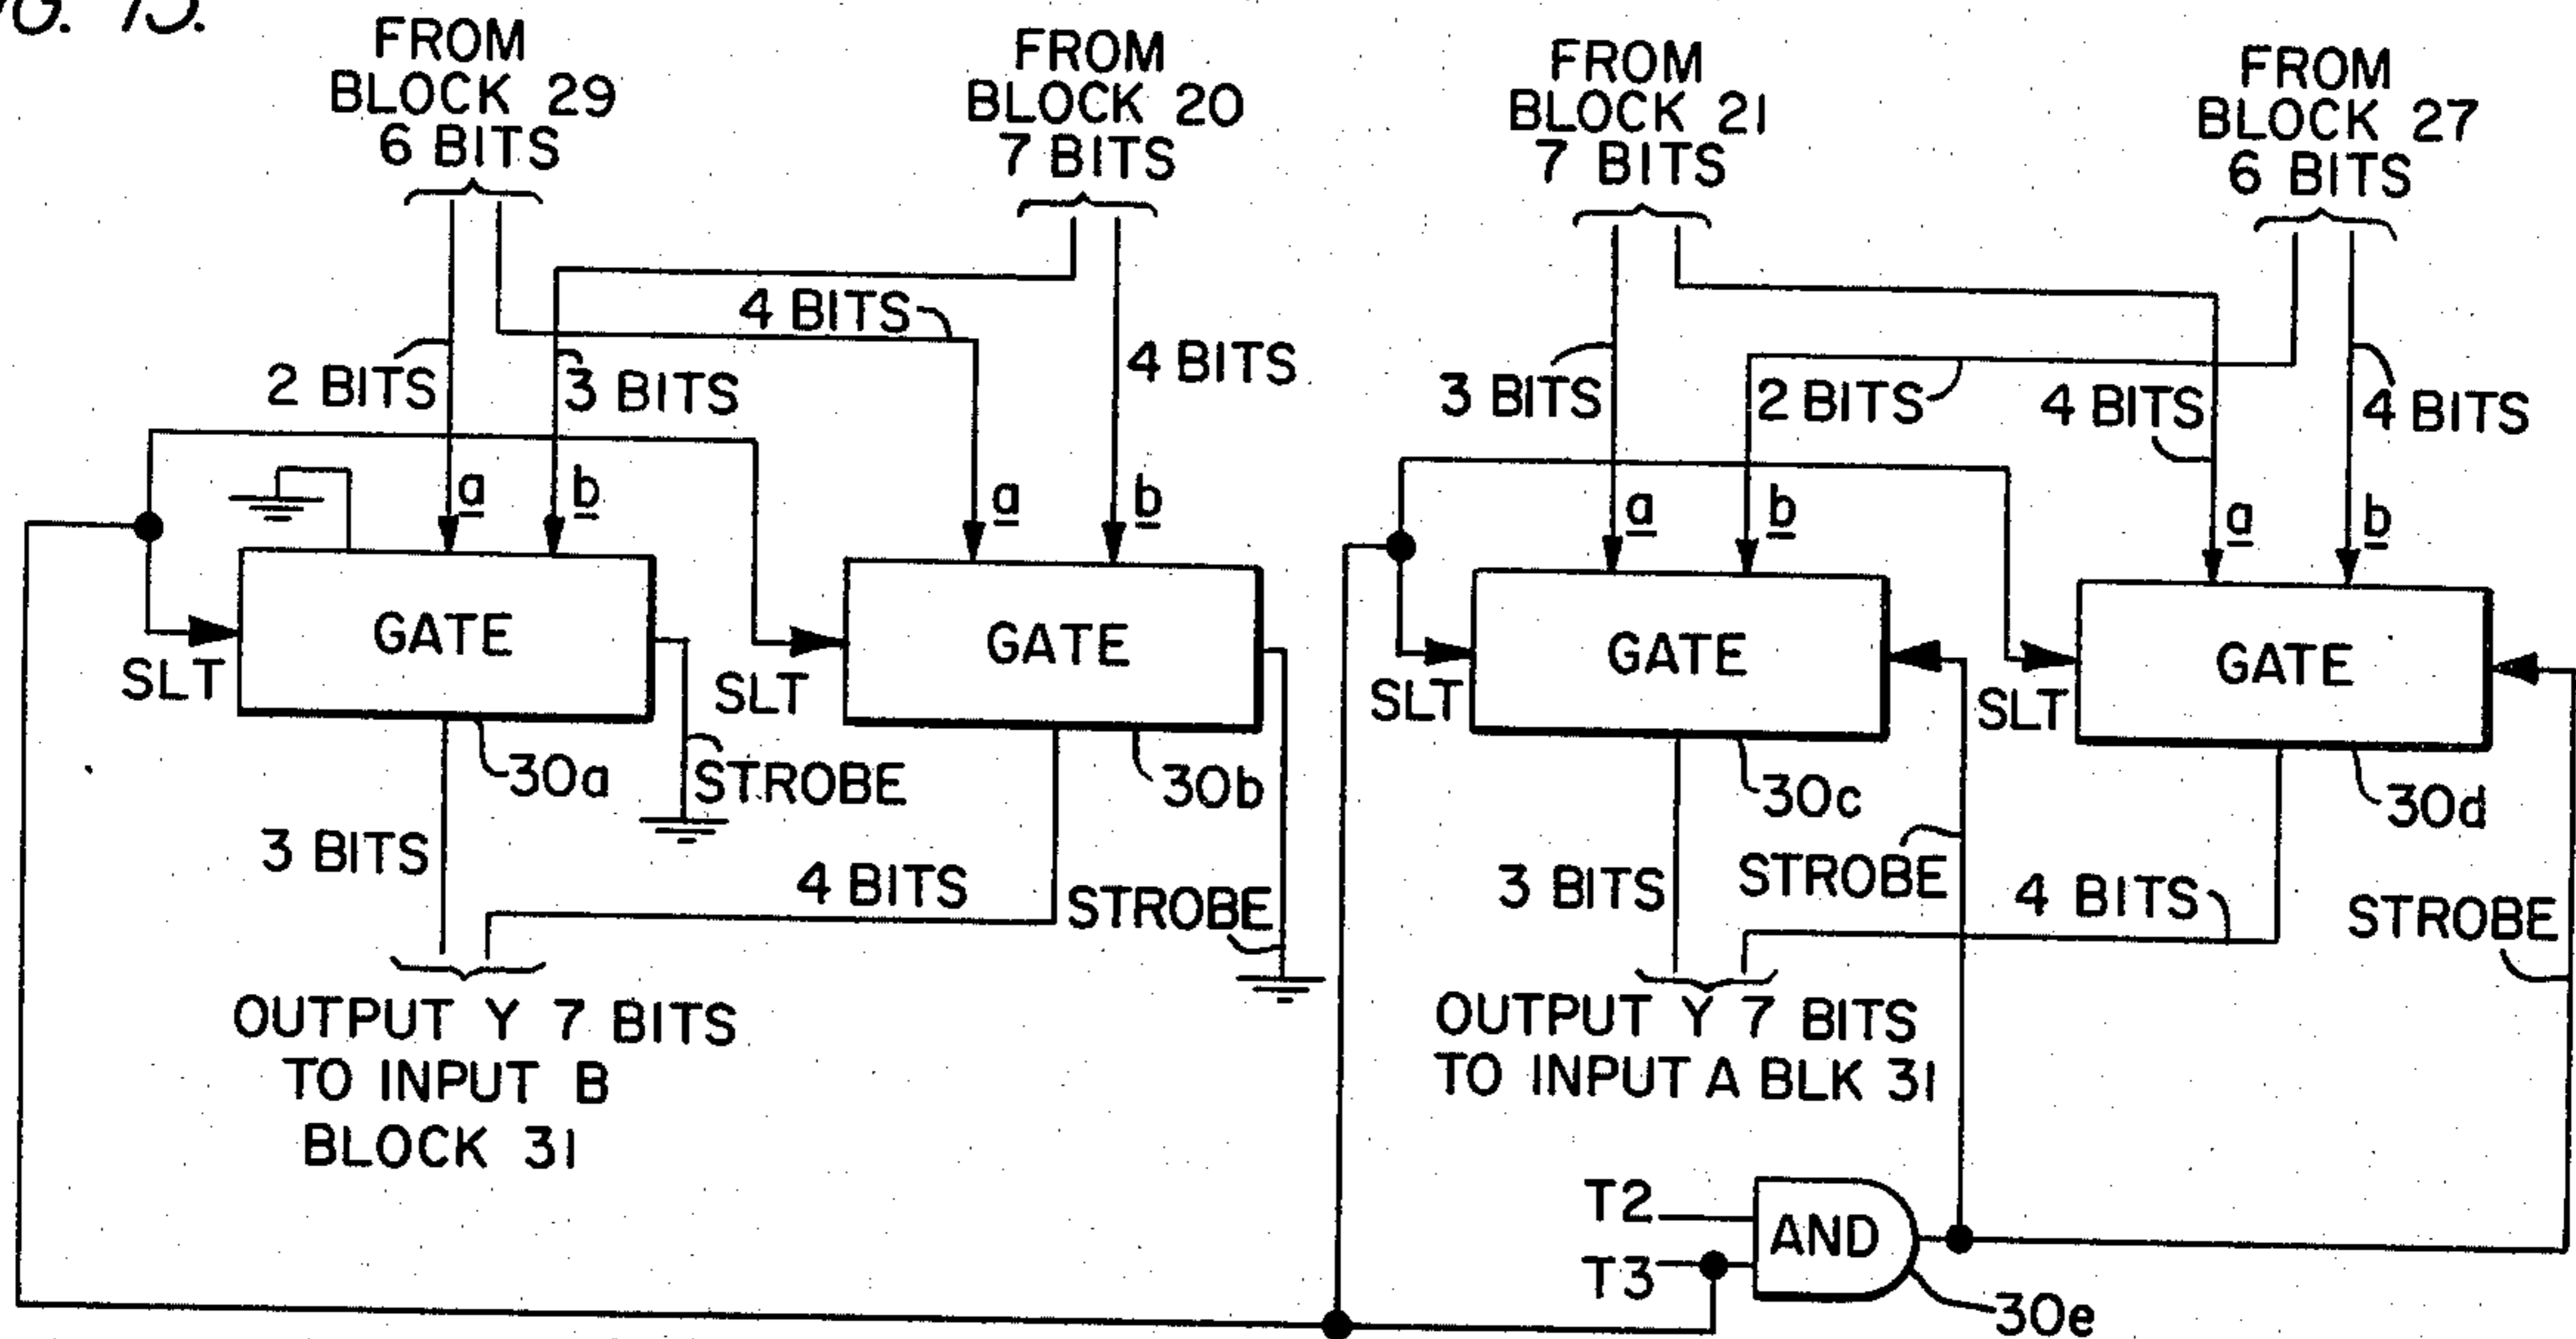 FROM
BLOCK 29
6 BITS
FROM
BLOCK 20
7 BITS
FROM
BLOCK 21
7 BITS
FROM
BLOCK 27
6 BITS
2 BITS
3 BITS
4 BITS
4 BITS
3 BITS
2 BITS
4 BITS
4 BITS
a
b
a
b
a
b
a
b
SLT
GATE
SLT
GATE
SLT
GATE
SLT
GATE
30a
STROBE
30b
30c
30d
3 BITS
4 BITS
STROBE
3 BITS
STROBE
4 BITS
STROBE
OUTPUT Y 7 BITS
TO INPUT B
BLOCK 31
OUTPUT Y 7 BITS
TO INPUT A BLK 31
T2
T3
AND
30e